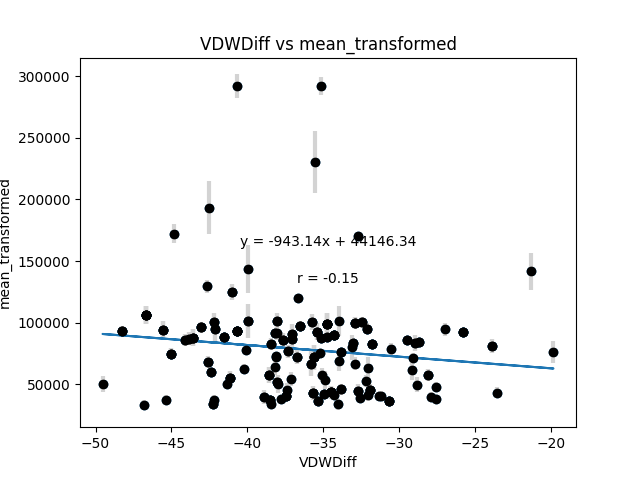 VDWDiff vs mean_transformed
300000
250000
200000
150000
100000
50000
mean_transformed
y = -943.14x + 44146.34
r = -0.15
−50 −45 −40 −35 −30 −25 −20
VDWDiff